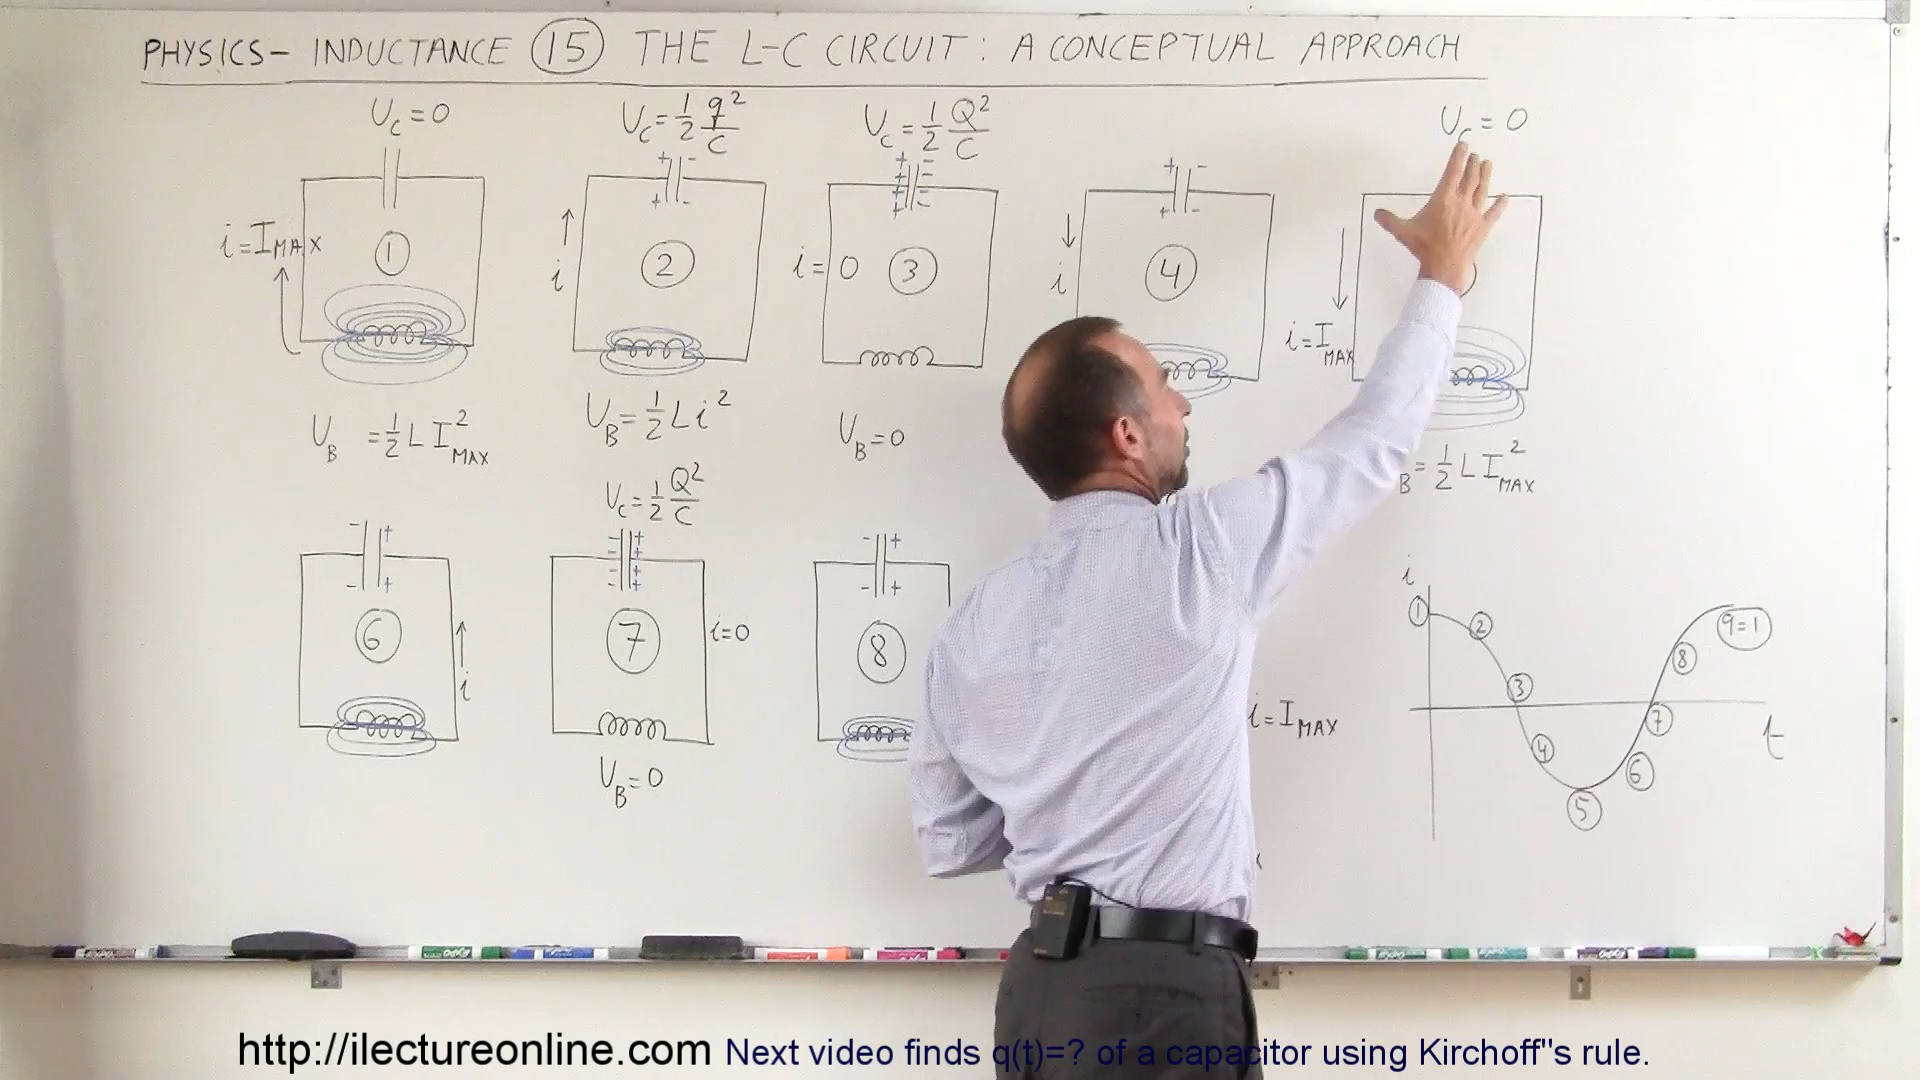 PHYSICS- INDUCTANCE 15 THE L-C CIRCUIT: A CONCEPTUAL APPROACH
U_C = 0
U_C = 1/2 q²/C
U_C = 1/2 Q²/C
U_C = 0
+ -
+ -
+ -
+ -
+ -
+ -
+ -
+ -
i = I_MAX
1
i
2
i = 0
3
i
4
i = I_MAX
U_B = 1/2 L I_MAX²
U_B = 1/2 L i²
U_B = 0
B = 1/2 L I_MAX²
U_C = 1/2 Q²/C
- +
- +
- +
- +
- +
- +
- +
- +
6
i
7
i=0
8
U_B = 0
i = I_MAX
i
1
2
3
4
5
6
7
8
9=1
t
EXPO
http://ilectureonline.com Next video finds q(t)=? of a capacitor using Kirchoff"s rule.